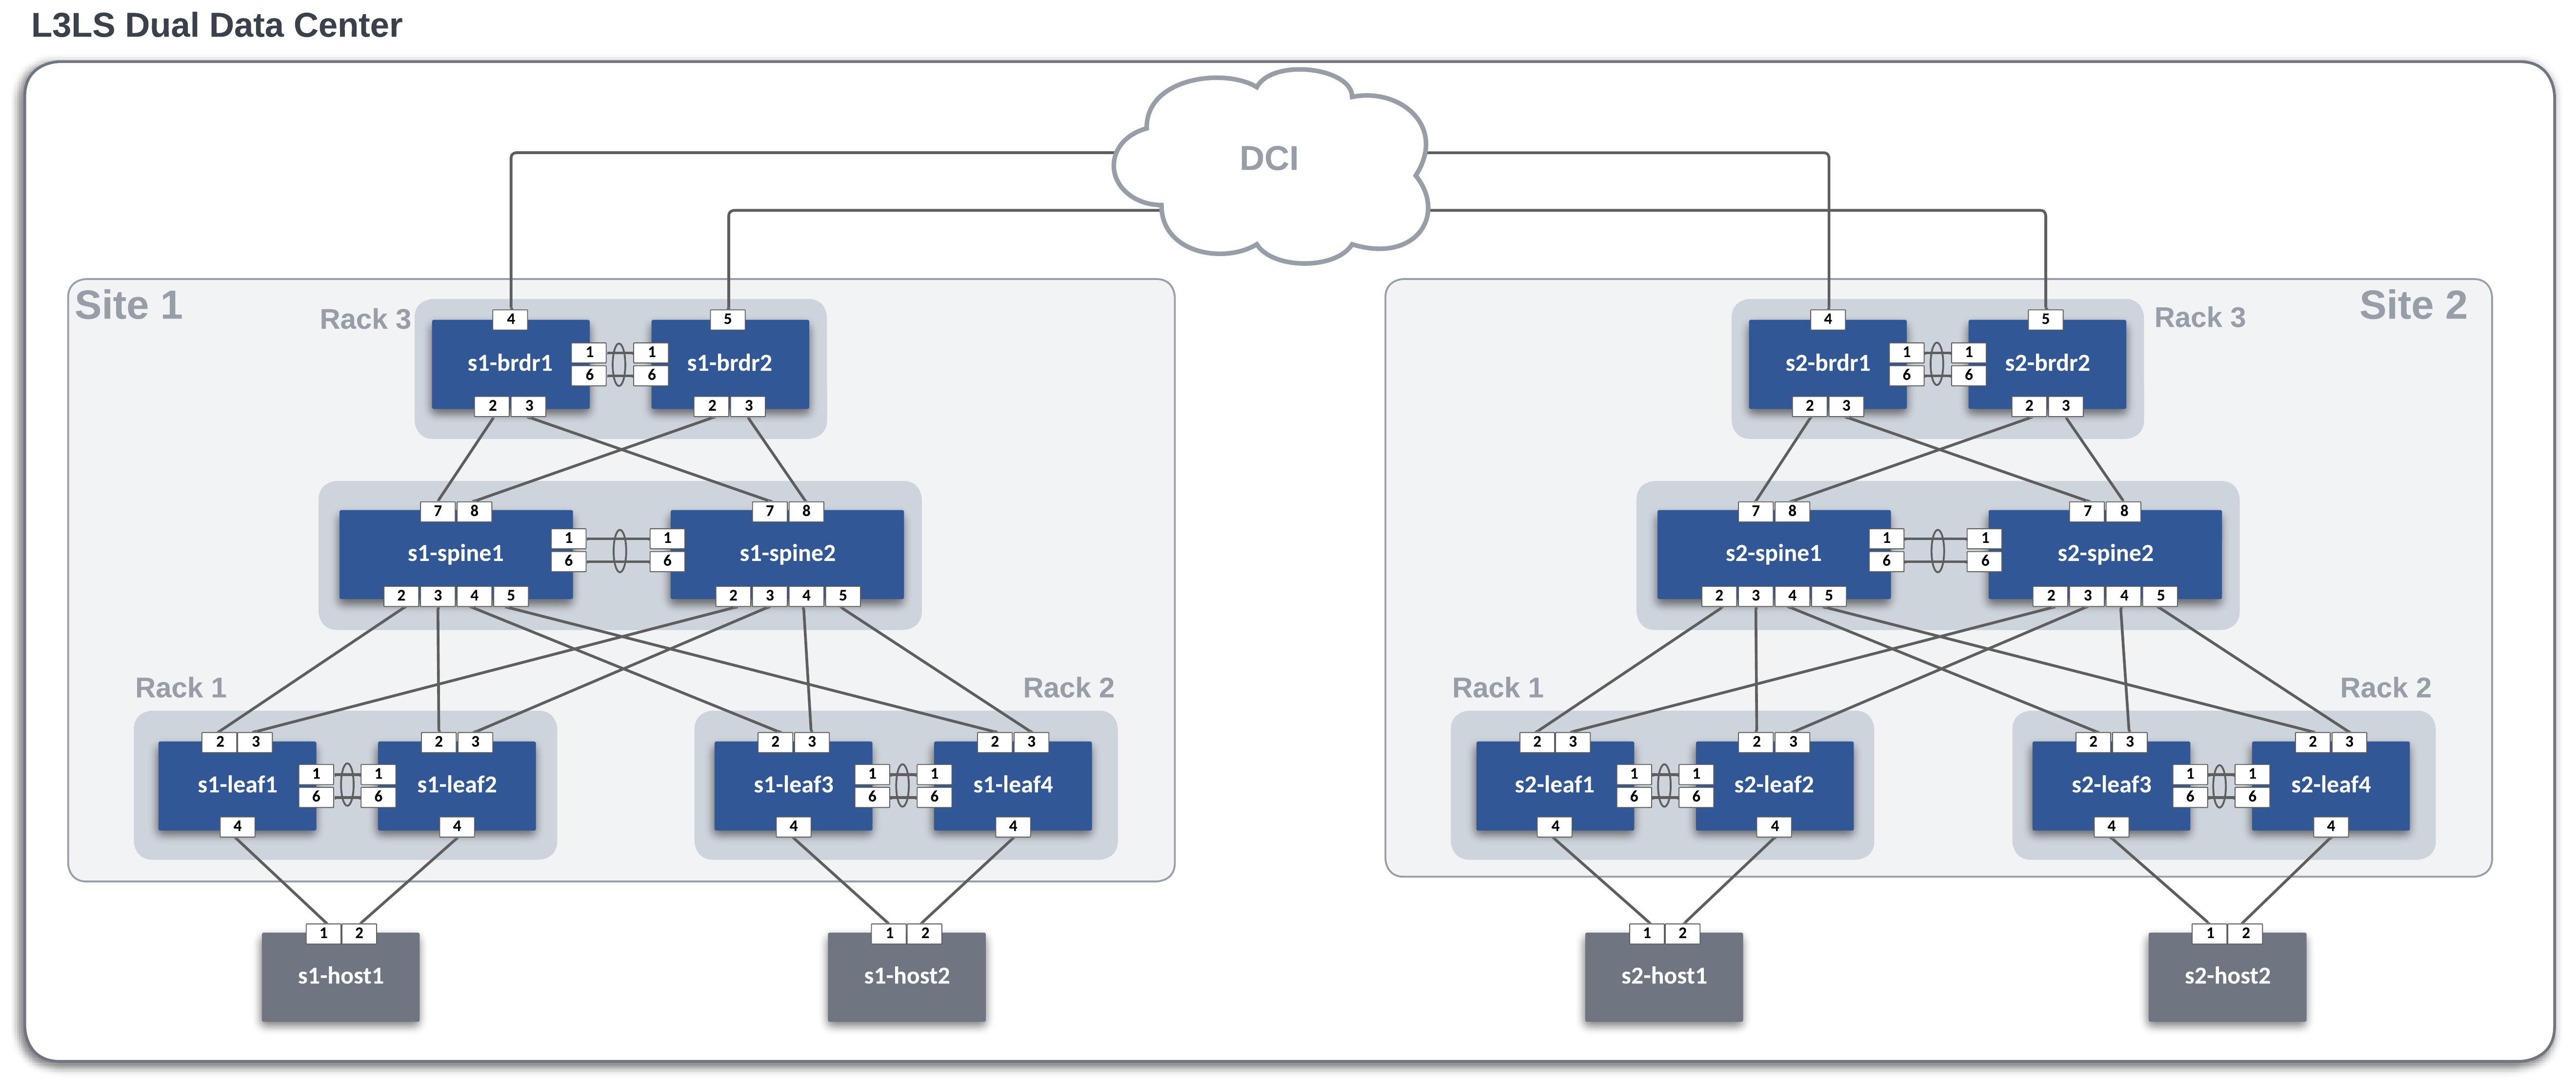 L3LS Dual Data Center
DCI
Site 1
Rack 3
4
5
s1-brdr1
1
6
1
6
s1-brdr2
2 3
2 3
7 8
7 8
s1-spine1
1
6
1
6
s1-spine2
2 3 4 5
2 3 4 5
Rack 1
Rack 2
2 3
2 3
2 3
2 3
s1-leaf1
1
6
1
6
s1-leaf2
s1-leaf3
1
6
1
6
s1-leaf4
4
4
4
4
1 2
1 2
s1-host1
s1-host2
Site 2
Rack 3
4
5
s2-brdr1
1
6
1
6
s2-brdr2
2 3
2 3
7 8
7 8
s2-spine1
1
6
1
6
s2-spine2
2 3 4 5
2 3 4 5
Rack 1
Rack 2
2 3
2 3
2 3
2 3
s2-leaf1
1
6
1
6
s2-leaf2
s2-leaf3
1
6
1
6
s2-leaf4
4
4
4
4
1 2
1 2
s2-host1
s2-host2